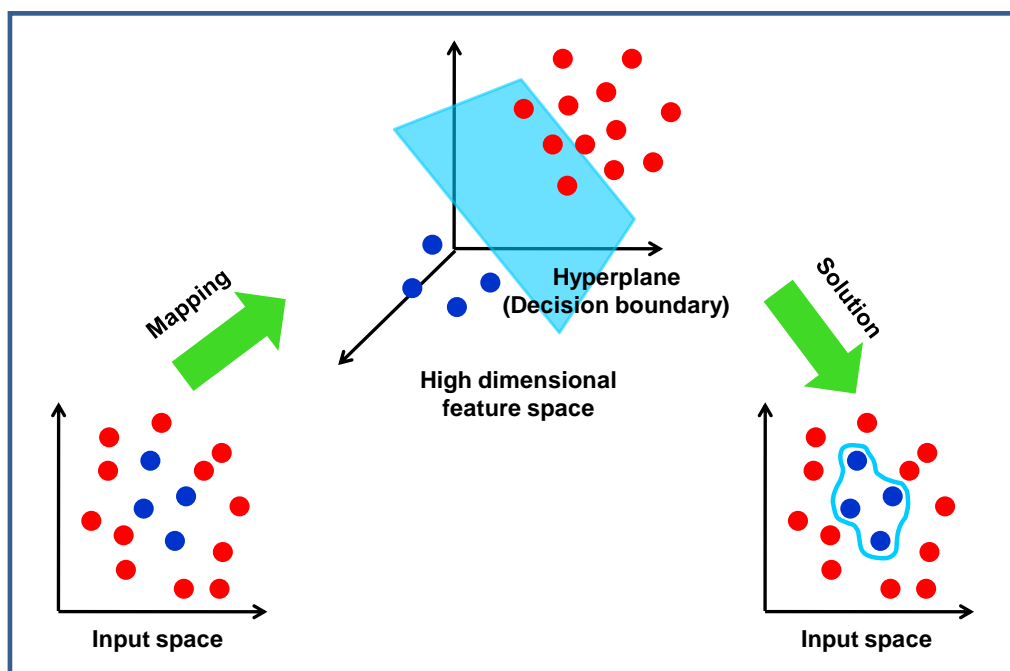 Mapping
Hyperplane
(Decision boundary)
Solution
High dimensional
feature space
Input space
Input space